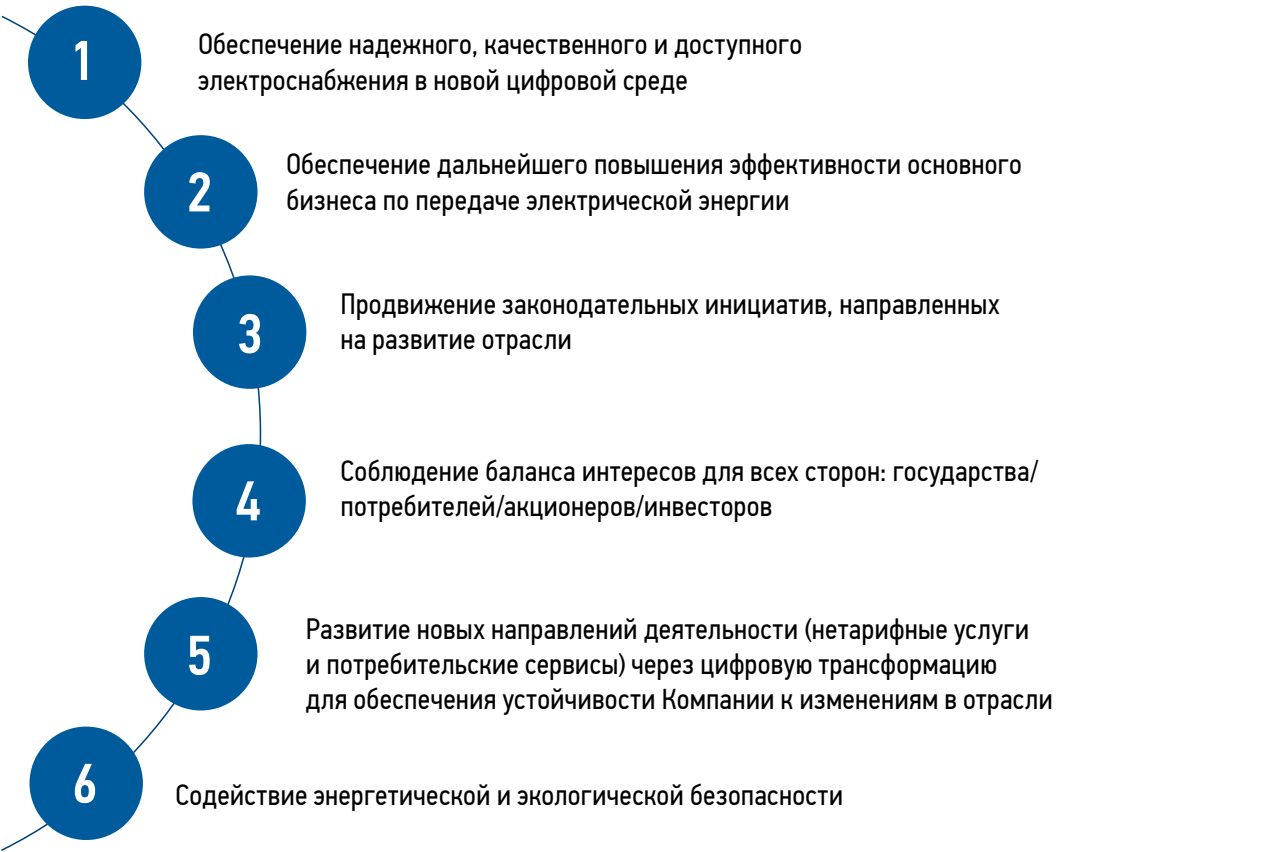 1
Обеспечение надежного, качественного и доступного
электроснабжения в новой цифровой среде
2
Обеспечение дальнейшего повышения эффективности основного
бизнеса по передаче электрической энергии
3
Продвижение законодательных инициатив, направленных
на развитие отрасли
4
Соблюдение баланса интересов для всех сторон: государства/
потребителей/акционеров/инвесторов
5
Развитие новых направлений деятельности (нетарифные услуги
и потребительские сервисы) через цифровую трансформацию
для обеспечения устойчивости Компании к изменениям в отрасли
6
Содействие энергетической и экологической безопасности